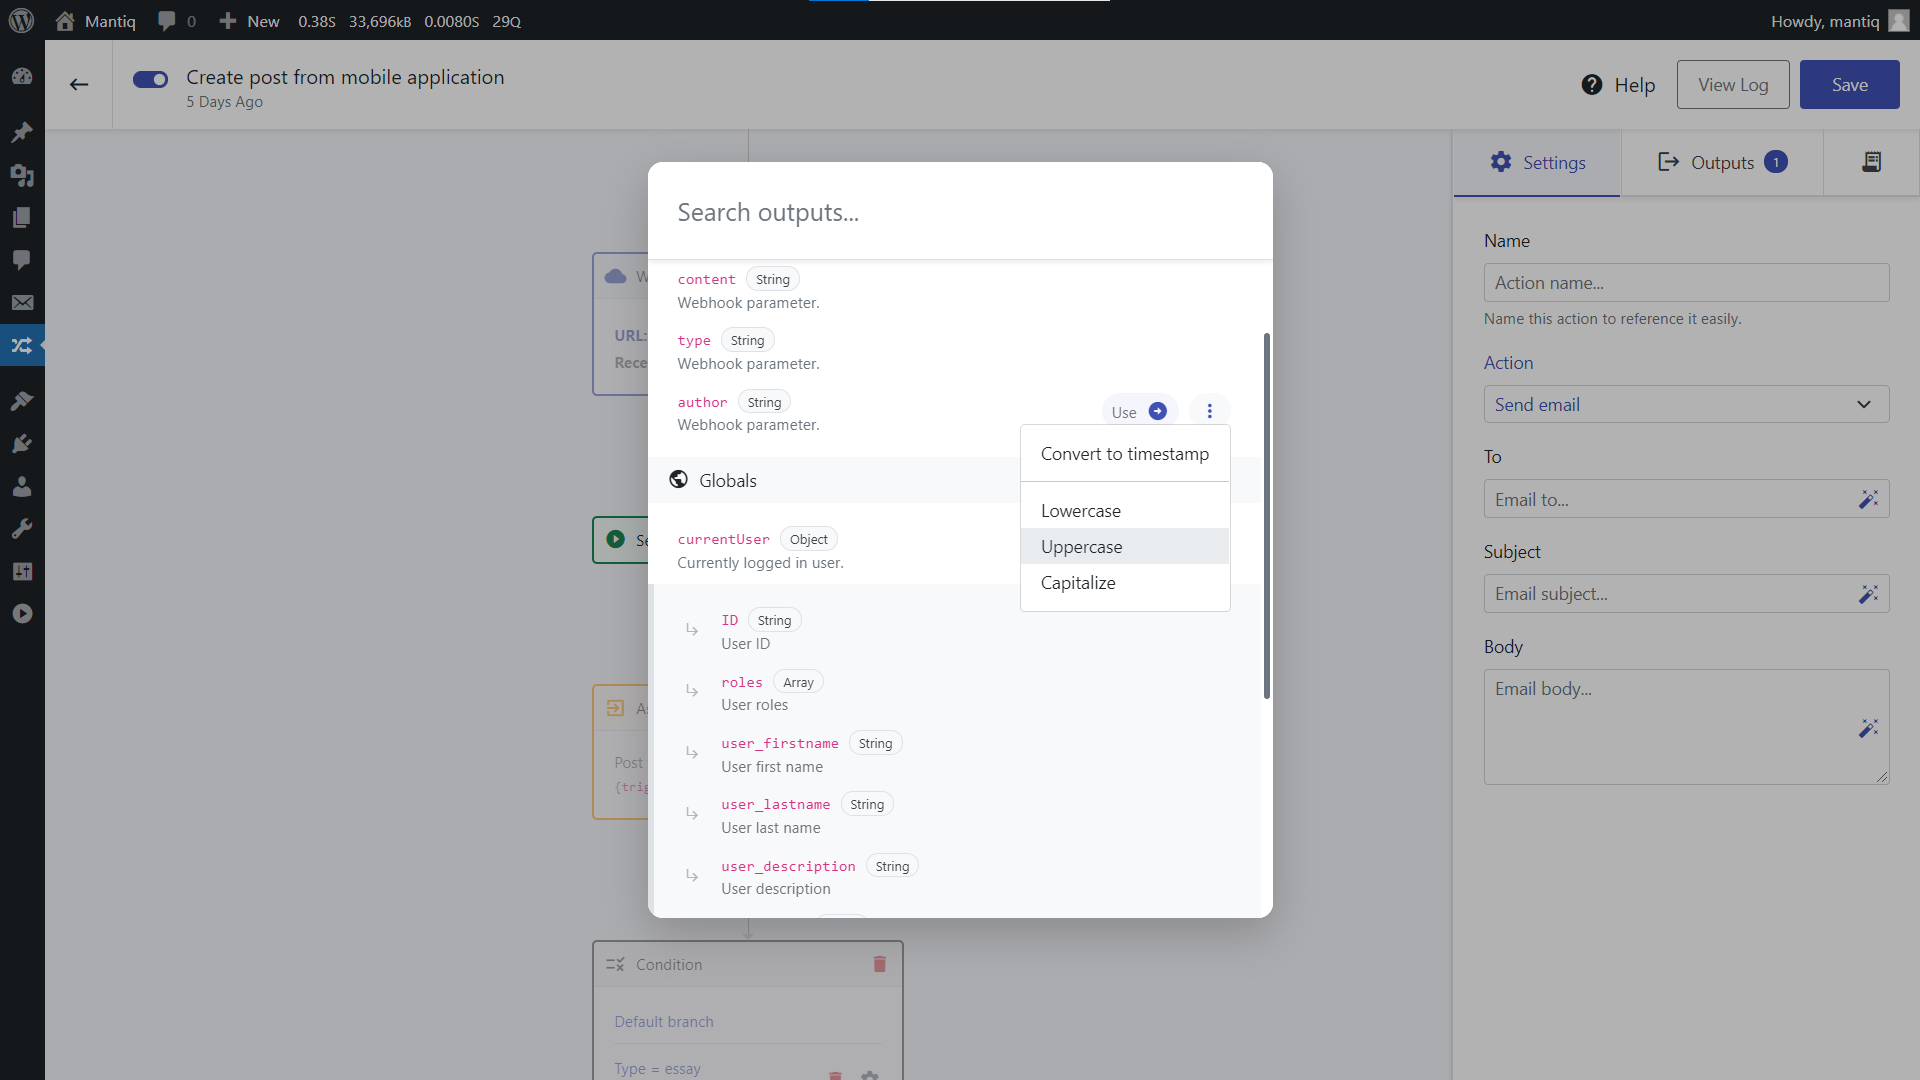 Mantiq 0 New 0.38S 33,696KB 0.0080S 29Q Howdy, mantiq
Create post from mobile application
5 Days Ago
Help View Log Save
Settings Outputs 1
Search outputs...
content String
Webhook parameter.
type String
Webhook parameter.
author String
Webhook parameter.
Use
Convert to timestamp
Lowercase
Uppercase
Capitalize
Globals
currentUser Object
Currently logged in user.
ID String
User ID
roles Array
User roles
user_firstname String
User first name
user_lastname String
User last name
user_description String
User description
W
URL:
Rece
Se
As
Post
{trig
Condition
Default branch
Type = essay
Name
Action name...
Name this action to reference it easily.
Action
Send email
To
Email to...
Subject
Email subject...
Body
Email body...